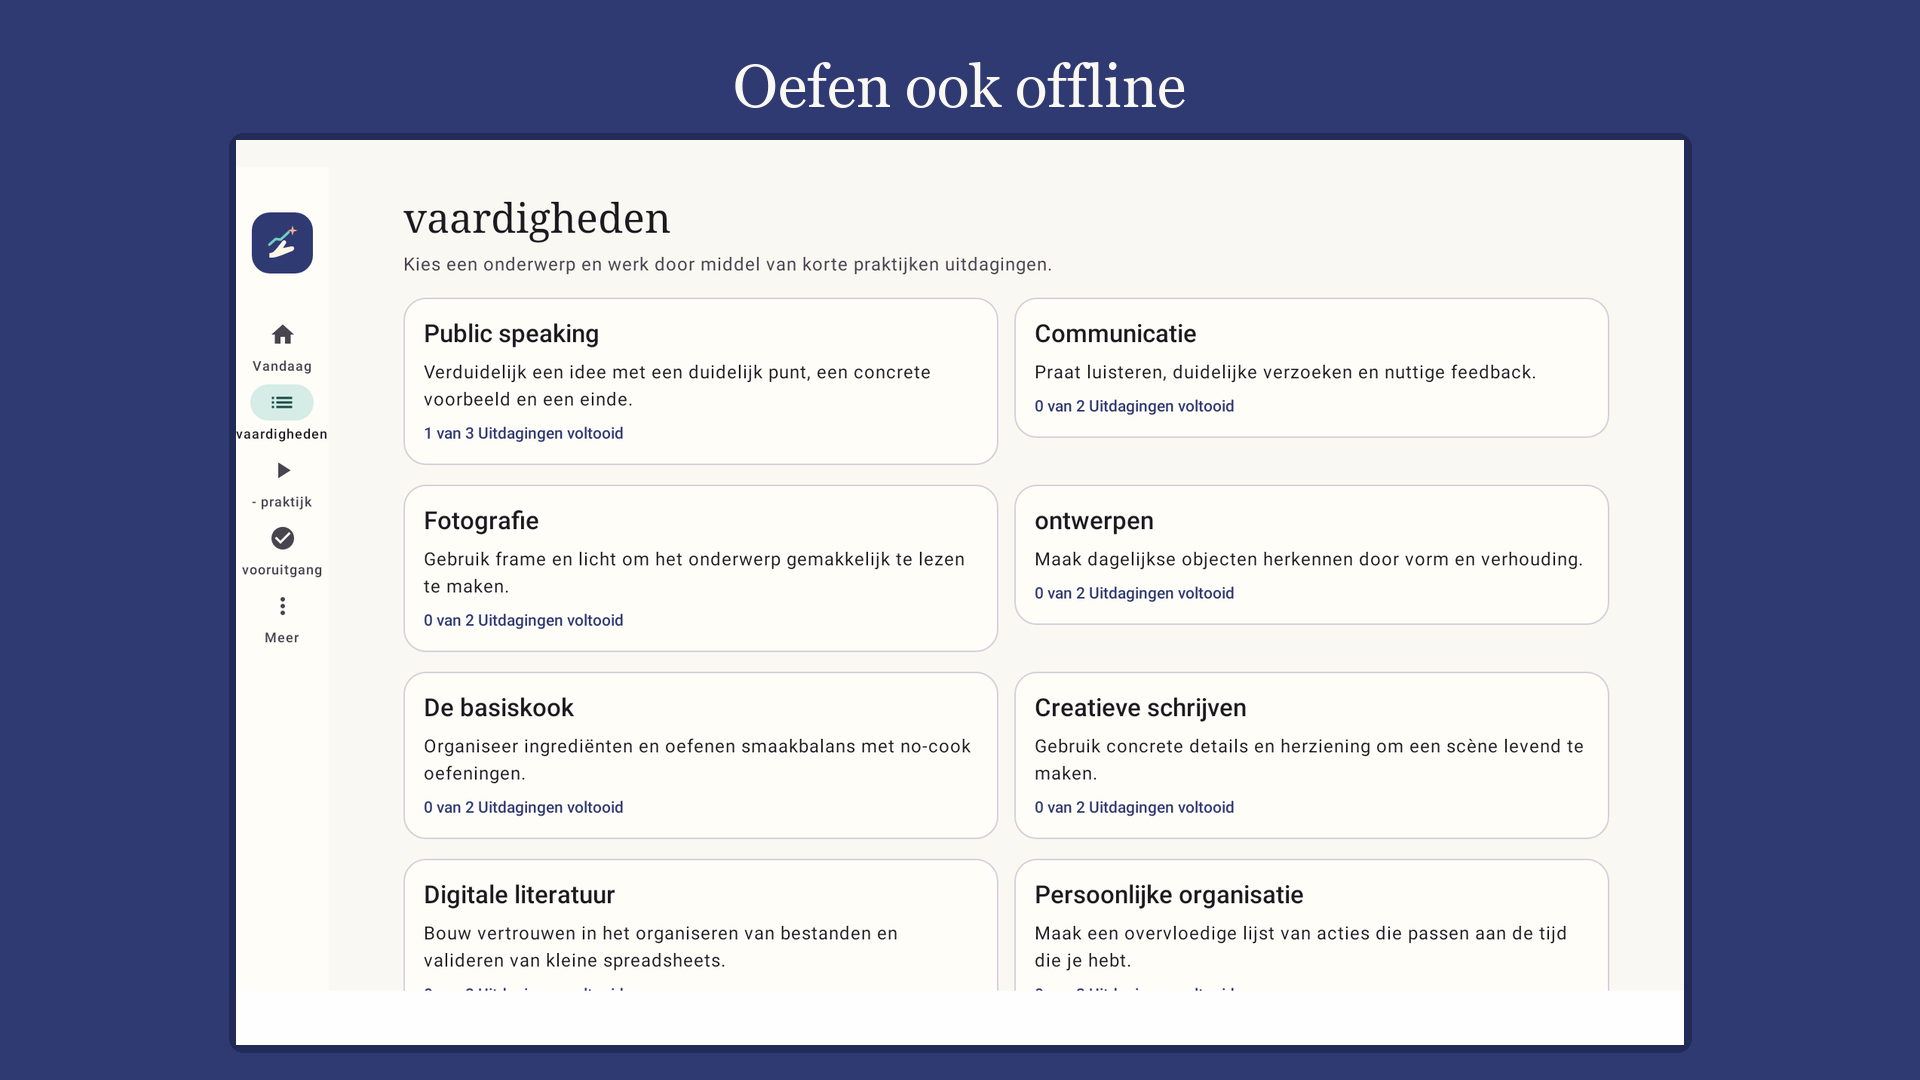 Oefen ook offline
vaardigheden
Kies een onderwerp en werk door middel van korte praktijken uitdagingen.
Vandaag
vaardigheden
- praktijk
vooruitgang
Meer
Public speaking
Verduidelijk een idee met een duidelijk punt, een concrete
voorbeeld en een einde.
1 van 3 Uitdagingen voltooid
Communicatie
Praat luisteren, duidelijke verzoeken en nuttige feedback.
0 van 2 Uitdagingen voltooid
Fotografie
Gebruik frame en licht om het onderwerp gemakkelijk te lezen
te maken.
0 van 2 Uitdagingen voltooid
ontwerpen
Maak dagelijkse objecten herkennen door vorm en verhouding.
0 van 2 Uitdagingen voltooid
De basiskook
Organiseer ingrediënten en oefenen smaakbalans met no-cook
oefeningen.
0 van 2 Uitdagingen voltooid
Creatieve schrijven
Gebruik concrete details en herziening om een scène levend te
maken.
0 van 2 Uitdagingen voltooid
Digitale literatuur
Bouw vertrouwen in het organiseren van bestanden en
valideren van kleine spreadsheets.
Persoonlijke organisatie
Maak een overvloedige lijst van acties die passen aan de tijd
die je hebt.